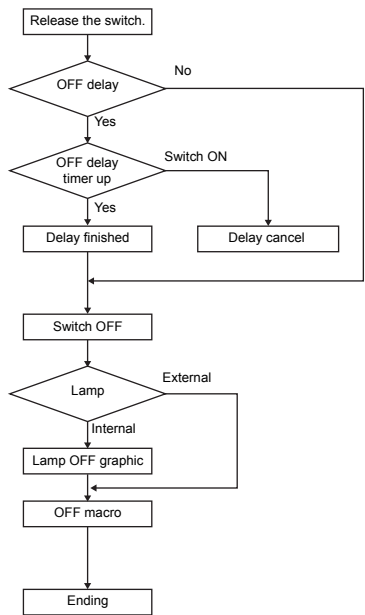 Release the switch.
OFF delay
No
Yes
OFF delay
timer up
Switch ON
Yes
Delay finished
Delay cancel
Switch OFF
Lamp
External
Internal
Lamp OFF graphic
OFF macro
Ending